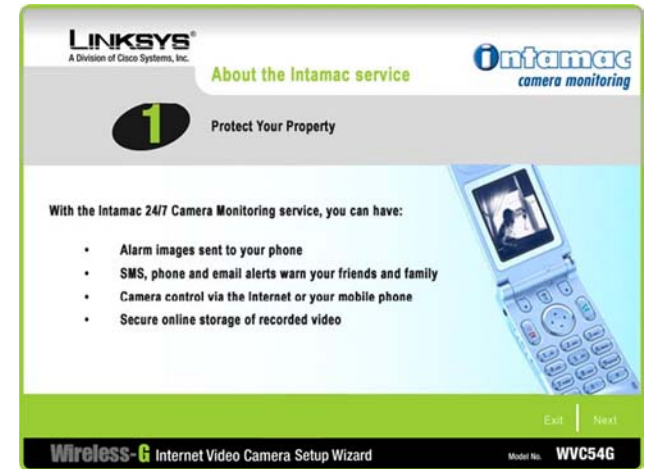 LINKSYS®
A Division of Cisco Systems, Inc.
About the Intamac service
intamac
camera monitoring
1
Protect Your Property
With the Intamac 24/7 Camera Monitoring service, you can have:
• Alarm images sent to your phone
• SMS, phone and email alerts warn your friends and family
• Camera control via the Internet or your mobile phone
• Secure online storage of recorded video
Exit Next
Wireless-G Internet Video Camera Setup Wizard Model No. WVC54G